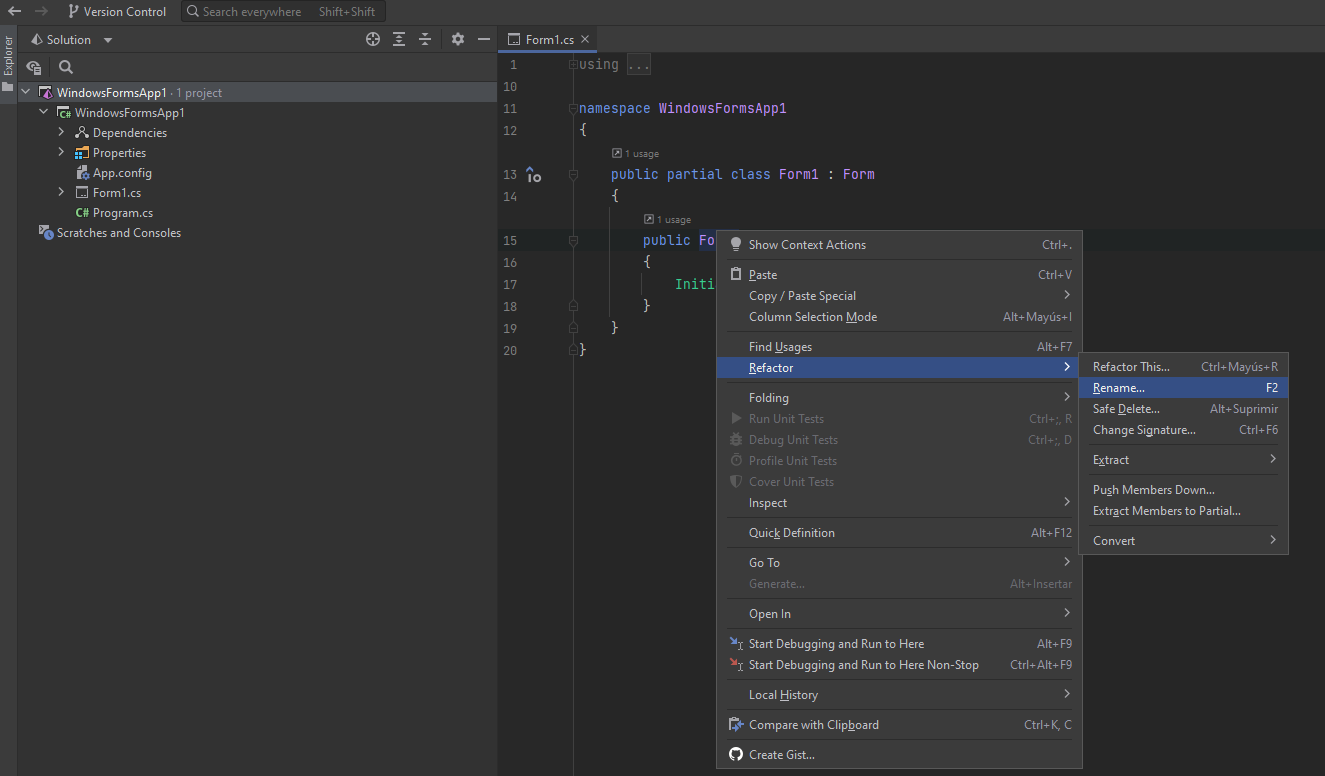 Version Control
Search everywhere Shift+Shift
Explorer
Solution
Form1.cs
WindowsFormsApp1 · 1 project
WindowsFormsApp1
Dependencies
Properties
App.config
Form1.cs
C# Program.cs
Scratches and Consoles
1 using ...
10
11 namespace WindowsFormsApp1
12 {
1 usage
13 public partial class Form1 : Form
14 {
1 usage
15 public Fo
16 {
17 Initi
18 }
19 }
20 }
Show Context Actions Ctrl+.
Paste Ctrl+V
Copy / Paste Special
Column Selection Mode Alt+Mayús+I
Find Usages Alt+F7
Refactor
Folding
Run Unit Tests Ctrl+;, R
Debug Unit Tests Ctrl+;, D
Profile Unit Tests
Cover Unit Tests
Inspect
Quick Definition Alt+F12
Go To
Generate... Alt+Insertar
Open In
Start Debugging and Run to Here Alt+F9
Start Debugging and Run to Here Non-Stop Ctrl+Alt+F9
Local History
Compare with Clipboard Ctrl+K, C
Create Gist...
Refactor This... Ctrl+Mayús+R
Rename... F2
Safe Delete... Alt+Suprimir
Change Signature... Ctrl+F6
Extract
Push Members Down...
Extract Members to Partial...
Convert